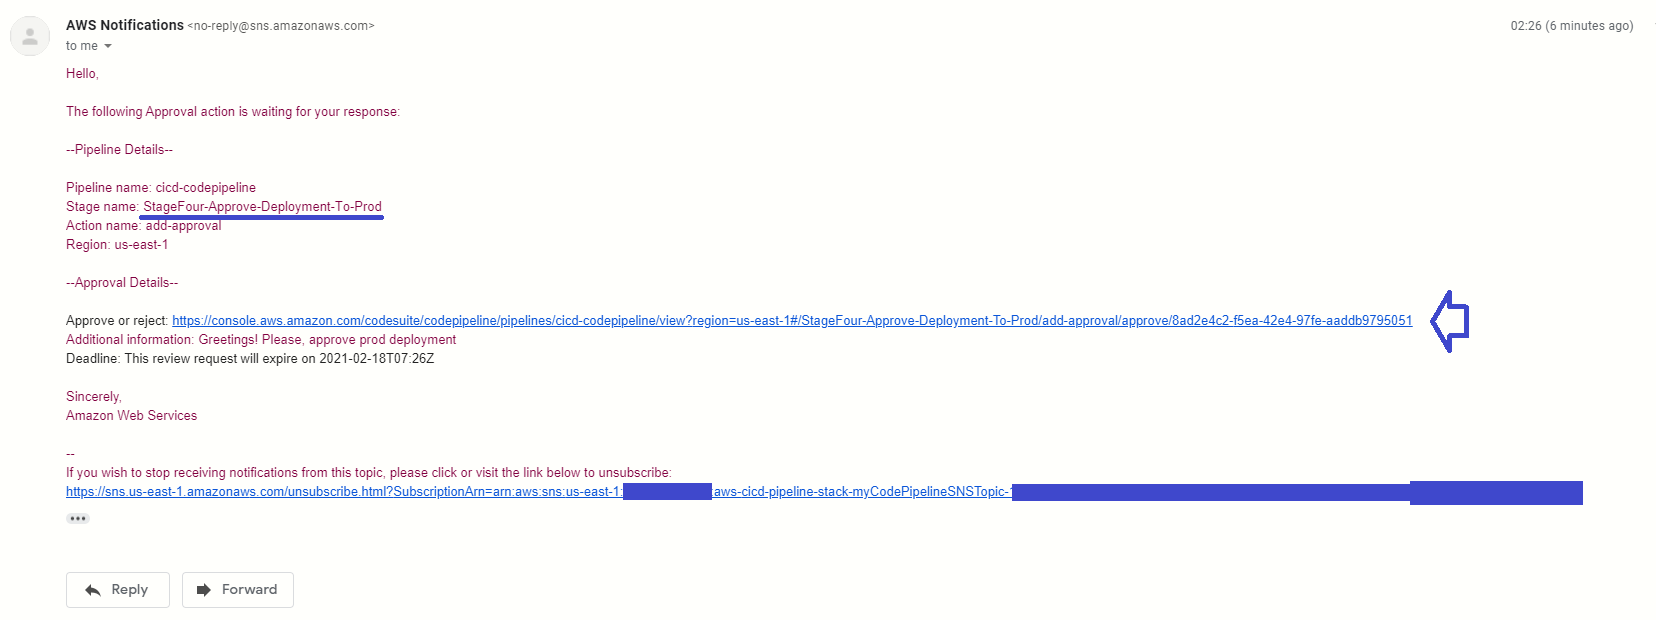 AWS Notifications <no-reply@sns.amazonaws.com> 02:26 (6 minutes ago)
to me
Hello,
The following Approval action is waiting for your response:
--Pipeline Details--
Pipeline name: cicd-codepipeline
Stage name: StageFour-Approve-Deployment-To-Prod
Action name: add-approval
Region: us-east-1
--Approval Details--
Approve or reject: https://console.aws.amazon.com/codesuite/codepipeline/pipelines/cicd-codepipeline/view?region=us-east-1#/StageFour-Approve-Deployment-To-Prod/add-approval/approve/8ad2e4c2-f5ea-42e4-97fe-aaddb9795051
Additional information: Greetings! Please, approve prod deployment
Deadline: This review request will expire on 2021-02-18T07:26Z
Sincerely,
Amazon Web Services
--
If you wish to stop receiving notifications from this topic, please click or visit the link below to unsubscribe:
https://sns.us-east-1.amazonaws.com/unsubscribe.html?SubscriptionArn=arn:aws:sns:us-east-1: :aws-cicd-pipeline-stack-myCodePipelineSNSTopic-
Reply Forward